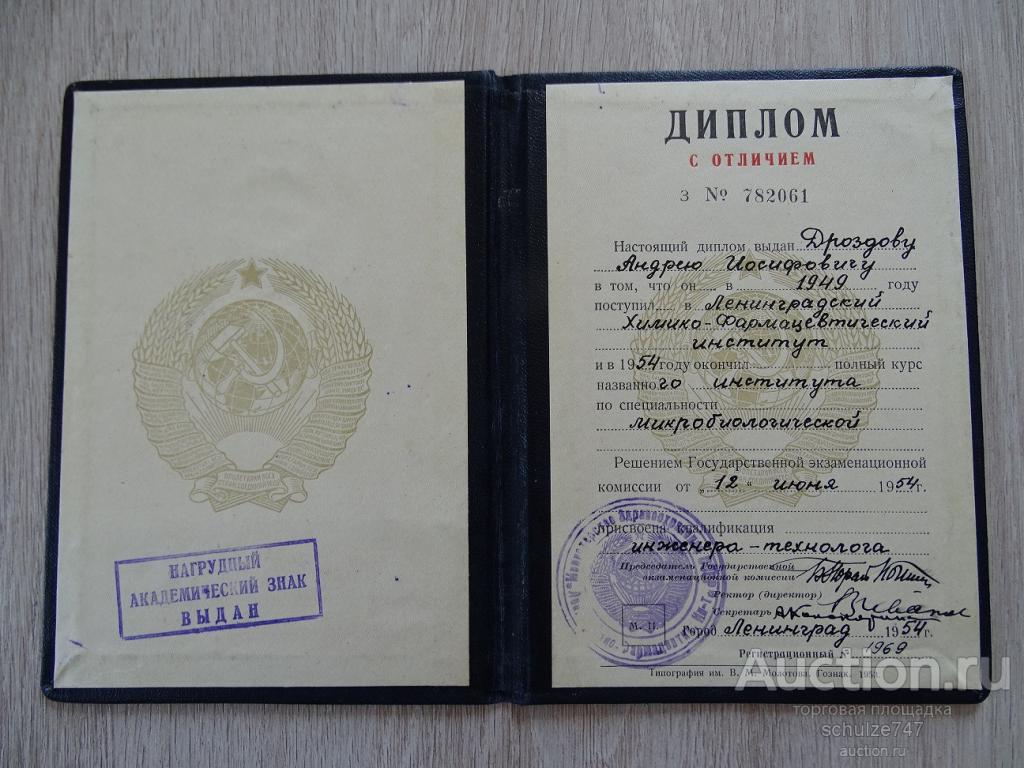 НАГРУДНЫЙ
АКАДЕМИЧЕСКИЙ ЗНАК
ВЫДАН
ДИПЛОМ
С ОТЛИЧИЕМ
З № 782061
Настоящий диплом выдан Дроздову
Андрею Иосифовичу
в том, что он в 1949 году
поступил в Ленинградский
Химико-Фармацевтический
институт
и в 1954 году окончил полный курс
названного института
по специальности
микробиологической
Решением Государственной экзаменационной
комиссии от „12" июня 1954г.
присвоена квалификация
инженера-технолога
Председатель Государственной
экзаменационной комиссии
Ректор (директор)
Секретарь
М. П.
Город Ленинград 1954г.
Регистрационный № 1969
Типография им. В. М. Молотова. Гознак. 1953.
Auction.ru
торговая площадка
schulze747
auction.ru